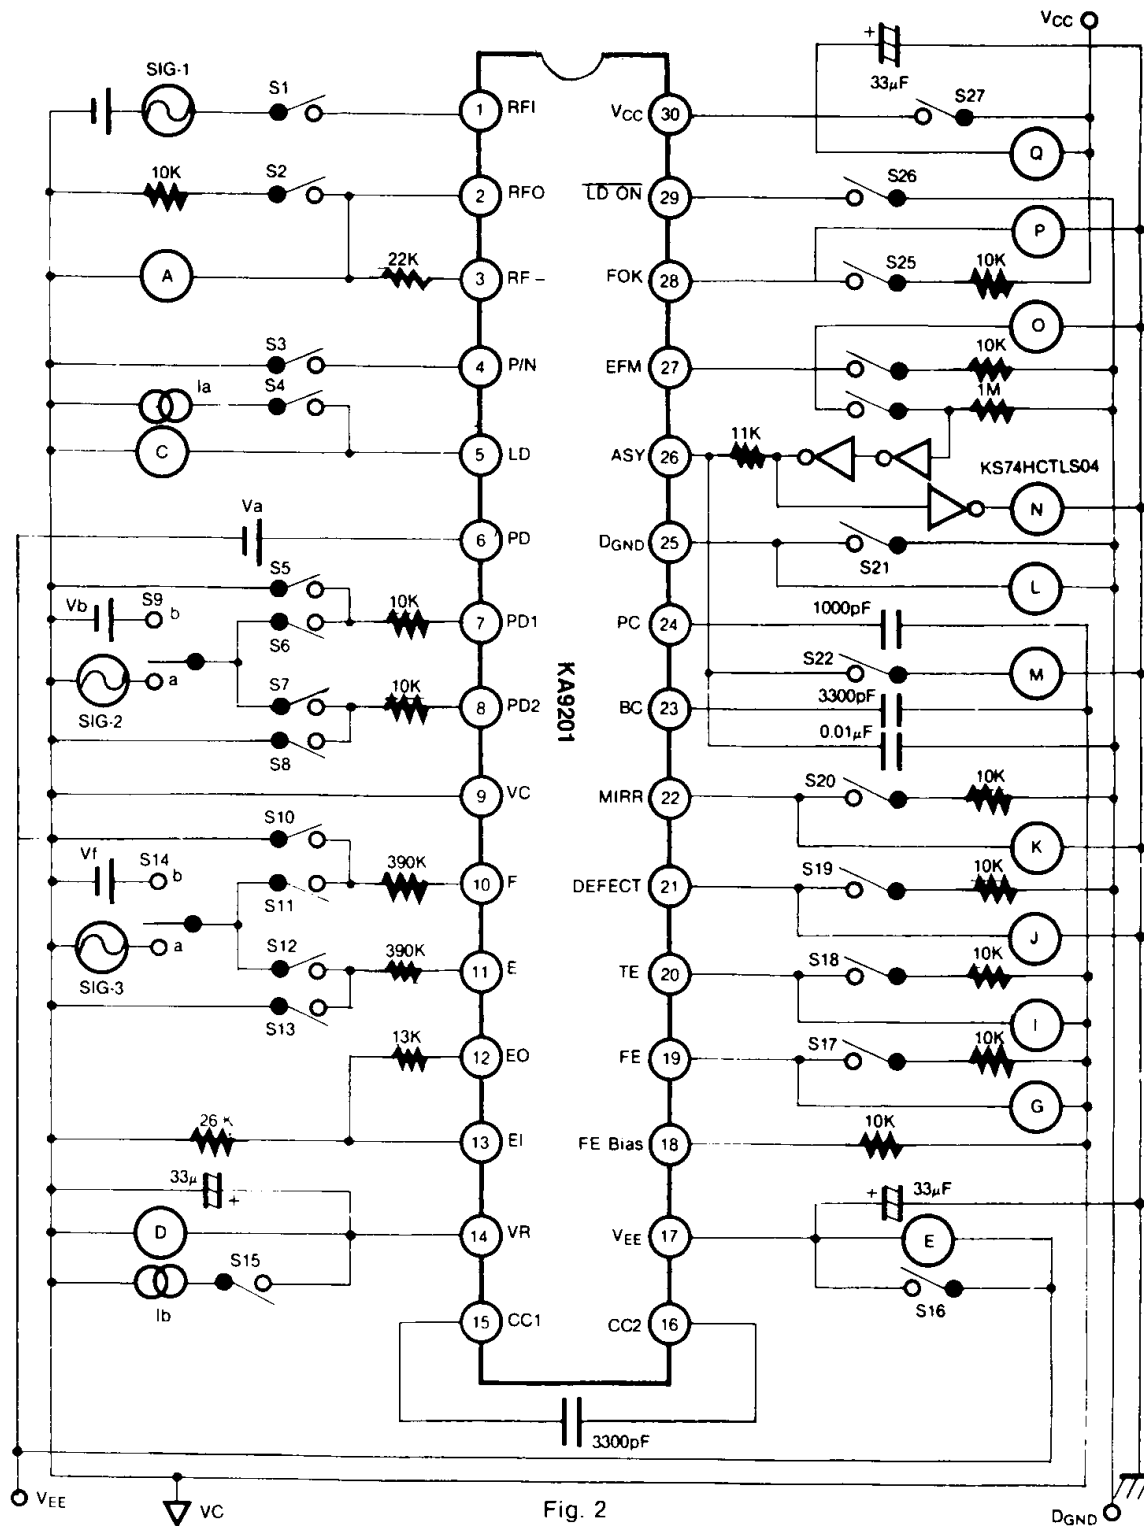 VCC
+
33µF
SIG-1
S1
1 RFI
VCC 30
S27
Q
10K
S2
2 RFO
LD ON 29
S26
P
A
22K
3 RF-
FOK 28
S25
10K
O
S3
4 P/N
EFM 27
10K
Ia
S4
1M
C
5 LD
ASY 26
11K
KS74HCTLS04
N
Va
6 PD
DGND 25
S21
L
S5
Vb
S9
b
10K
7 PD1
PC 24
1000pF
S6
a
SIG-2
S7
10K
8 PD2
KA9201
S22
M
BC 23
3300pF
0.01µF
S8
9 VC
MIRR 22
S20
10K
K
S10
Vf
S14
b
390K
10 F
DEFECT 21
S19
10K
J
S11
a
SIG-3
S12
390K
11 E
TE 20
S18
10K
I
S13
13K
12 EO
FE 19
S17
10K
G
26K
13 EI
FE Bias 18
10K
33µ
+
+
33µF
D
14 VR
VEE 17
E
S15
Ib
S16
15 CC1
CC2 16
3300pF
VEE
VC
Fig. 2
DGND